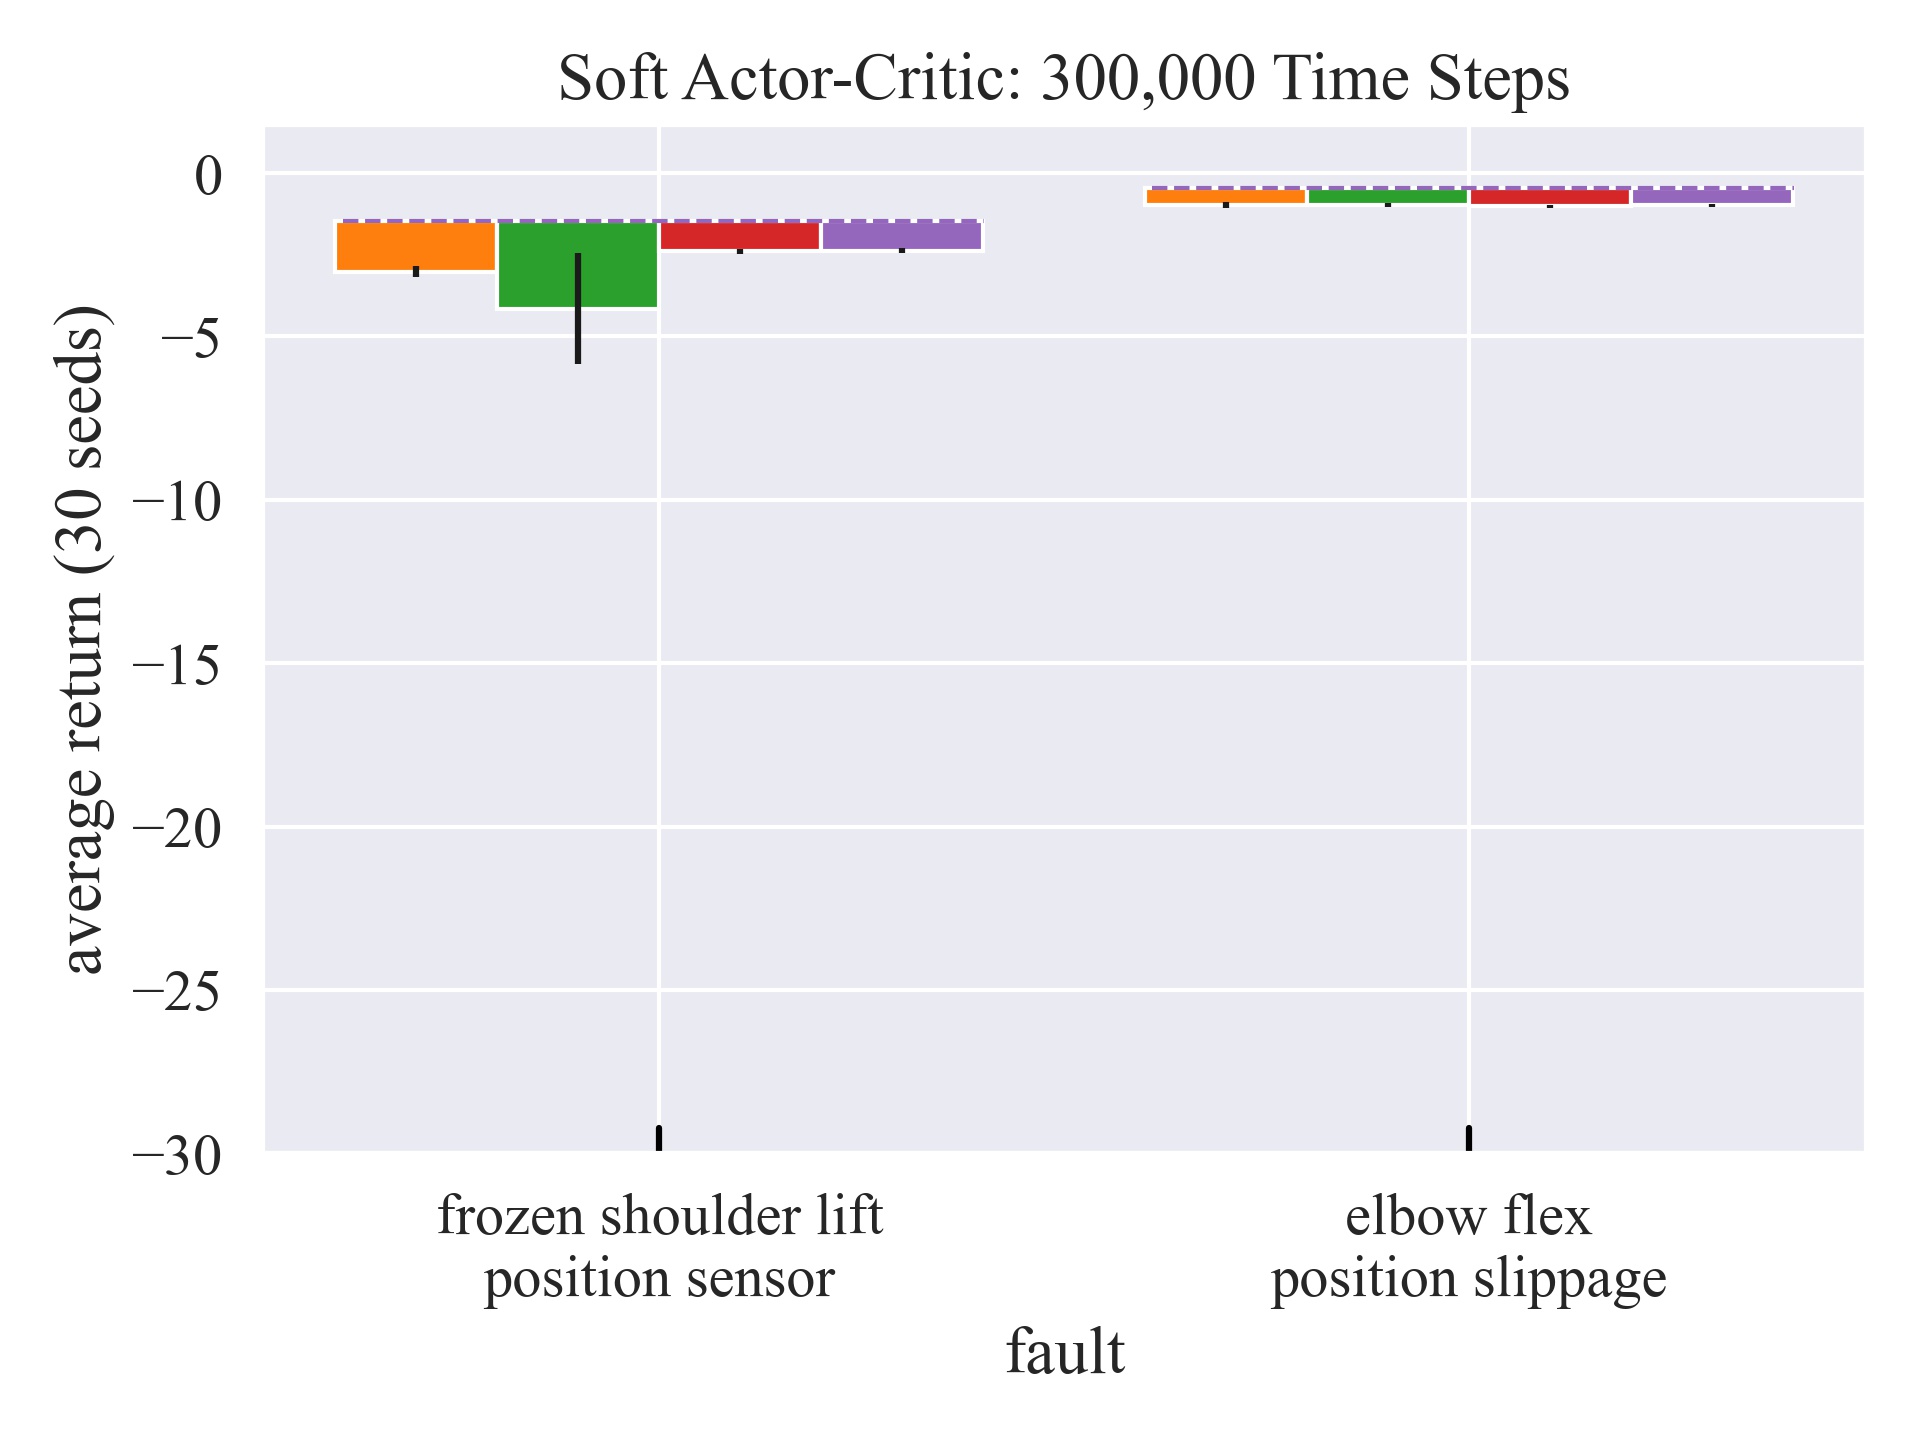 Soft Actor-Critic: 300,000 Time Steps
average return (30 seeds)
0
−5
−10
−15
−20
−25
−30
frozen shoulder lift
position sensor
elbow flex
position slippage
fault